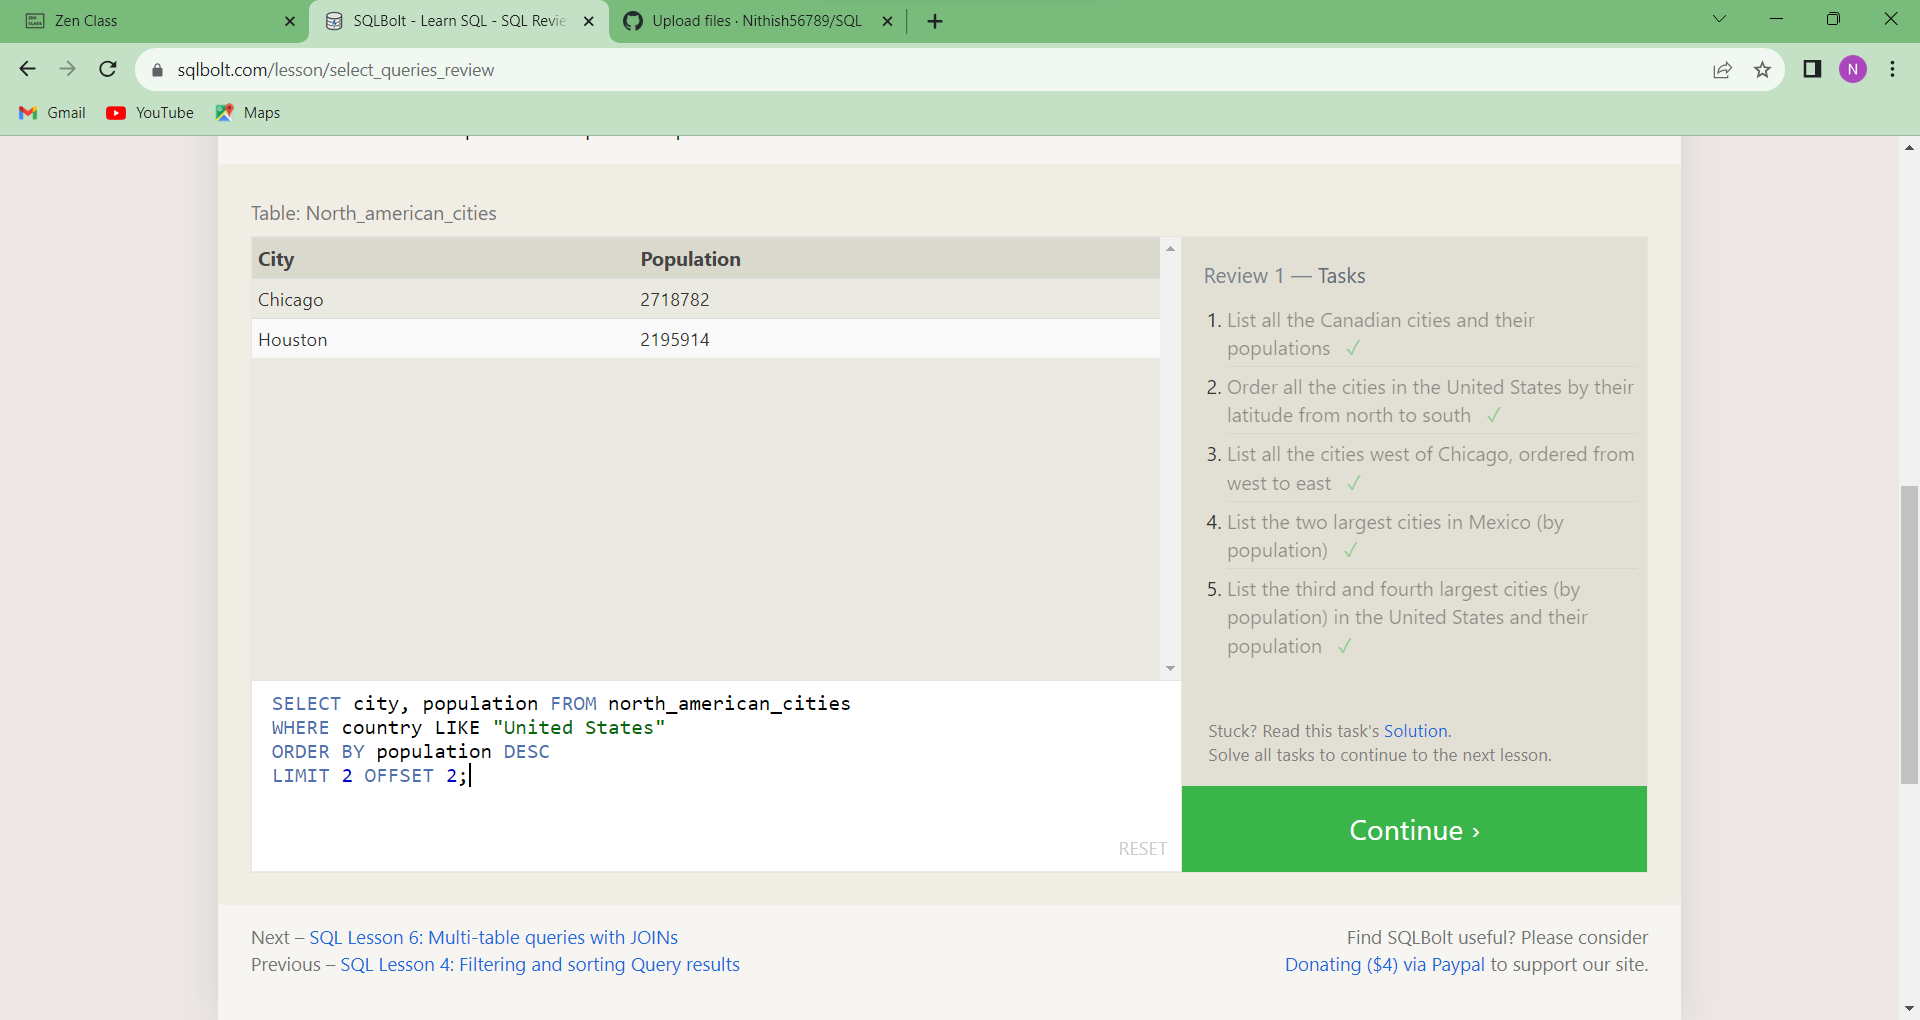 Zen Class
SQLBolt - Learn SQL - SQL Revie
Upload files · Nithish56789/SQL
sqlbolt.com/lesson/select_queries_review
N
Gmail
YouTube
Maps
Table: North_american_cities
City Population
Chicago 2718782
Houston 2195914
Review 1 — Tasks
1. List all the Canadian cities and their
populations ✓
2. Order all the cities in the United States by their
latitude from north to south ✓
3. List all the cities west of Chicago, ordered from
west to east ✓
4. List the two largest cities in Mexico (by
population) ✓
5. List the third and fourth largest cities (by
population) in the United States and their
population ✓
SELECT city, population FROM north_american_cities
WHERE country LIKE "United States"
ORDER BY population DESC
LIMIT 2 OFFSET 2;
RESET
Stuck? Read this task's Solution.
Solve all tasks to continue to the next lesson.
Continue ›
Next – SQL Lesson 6: Multi-table queries with JOINs
Previous – SQL Lesson 4: Filtering and sorting Query results
Find SQLBolt useful? Please consider
Donating ($4) via Paypal to support our site.